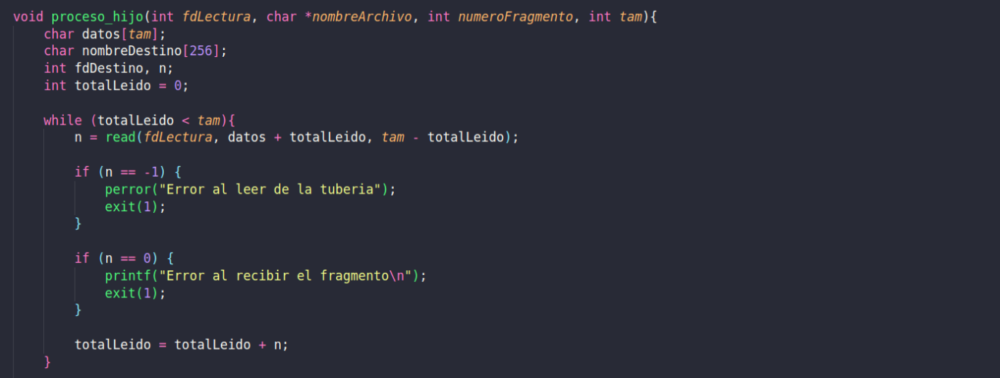 void proceso_hijo(int fdLectura, char *nombreArchivo, int numeroFragmento, int tam){
    char datos[tam];
    char nombreDestino[256];
    int fdDestino, n;
    int totalLeido = 0;

    while (totalLeido < tam){
        n = read(fdLectura, datos + totalLeido, tam - totalLeido);

        if (n == -1) {
            perror("Error al leer de la tuberia");
            exit(1);
        }

        if (n == 0) {
            printf("Error al recibir el fragmento\n");
            exit(1);
        }

        totalLeido = totalLeido + n;
    }